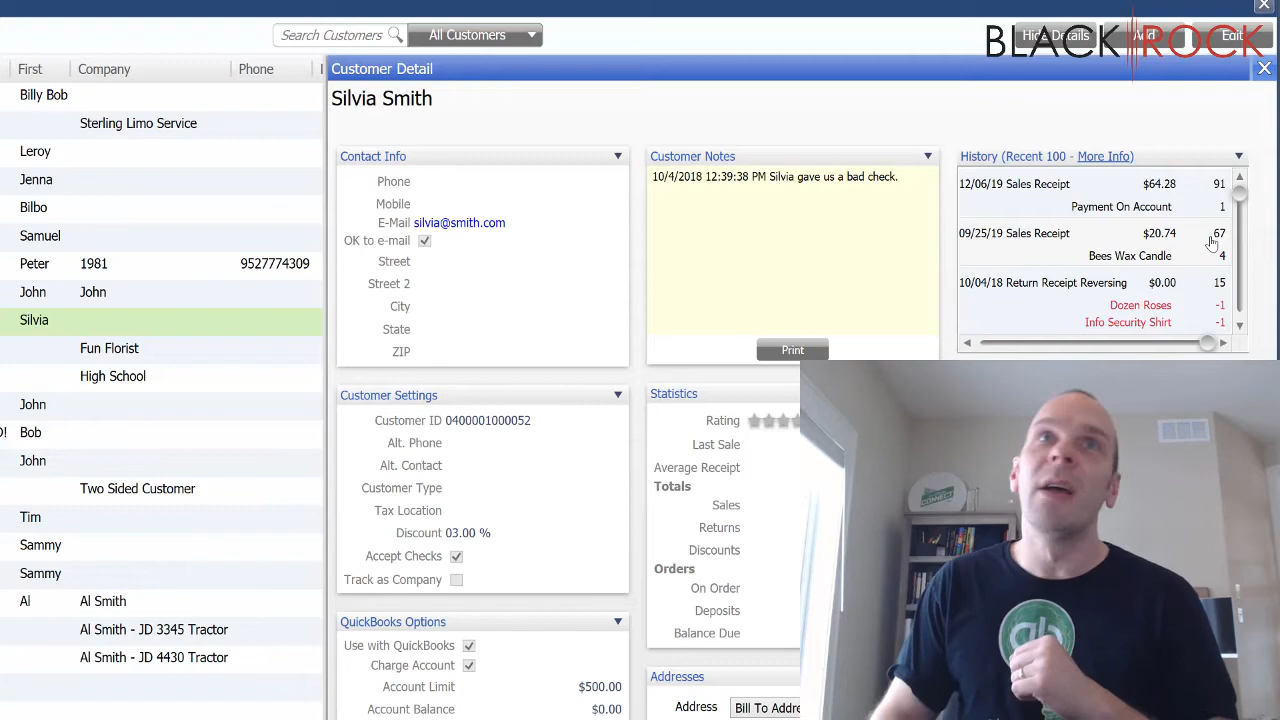 Search Customers
All Customers
Hide Details
Add
Edit
BLACK ROCK
First
Company
Phone
Customer Detail
Silvia Smith
Billy Bob
Sterling Limo Service
Leroy
Jenna
Bilbo
Samuel
Peter 1981 9527774309
John John
Silvia
Fun Florist
High School
John
O! Bob
John
Two Sided Customer
Tim
Sammy
Sammy
Al Al Smith
Al Smith - JD 3345 Tractor
Al Smith - JD 4430 Tractor
Contact Info
Phone
Mobile
E-Mail silvia@smith.com
OK to e-mail
Street
Street 2
City
State
ZIP
Customer Notes
10/4/2018 12:39:38 PM Silvia gave us a bad check.
Print
History (Recent 100 - More Info)
12/06/19 Sales Receipt $64.28 91
Payment On Account 1
09/25/19 Sales Receipt $20.74 67
Bees Wax Candle 4
10/04/18 Return Receipt Reversing $0.00 15
Dozen Roses -1
Info Security Shirt -1
Customer Settings
Customer ID 0400001000052
Alt. Phone
Alt. Contact
Customer Type
Tax Location
Discount 03.00 %
Accept Checks
Track as Company
Statistics
Rating
Last Sale
Average Receipt
Totals
Sales
Returns
Discounts
Orders
On Order
Deposits
Balance Due
QuickBooks Options
Use with QuickBooks
Charge Account
Account Limit $500.00
Account Balance $0.00
Addresses
Address Bill To Addre
CONNECT
qb